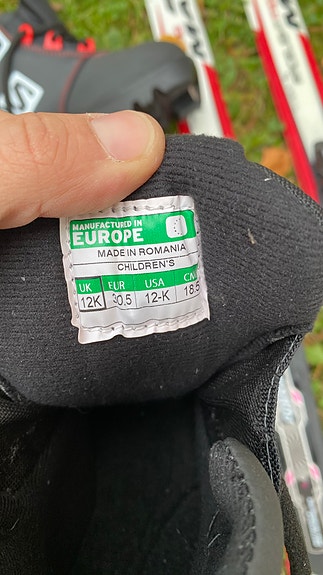 MANUFACTURED IN
EUROPE
MADE IN ROMANIA
CHILDREN'S
UK EUR USA CM
12K 30.5 12-K 18.5